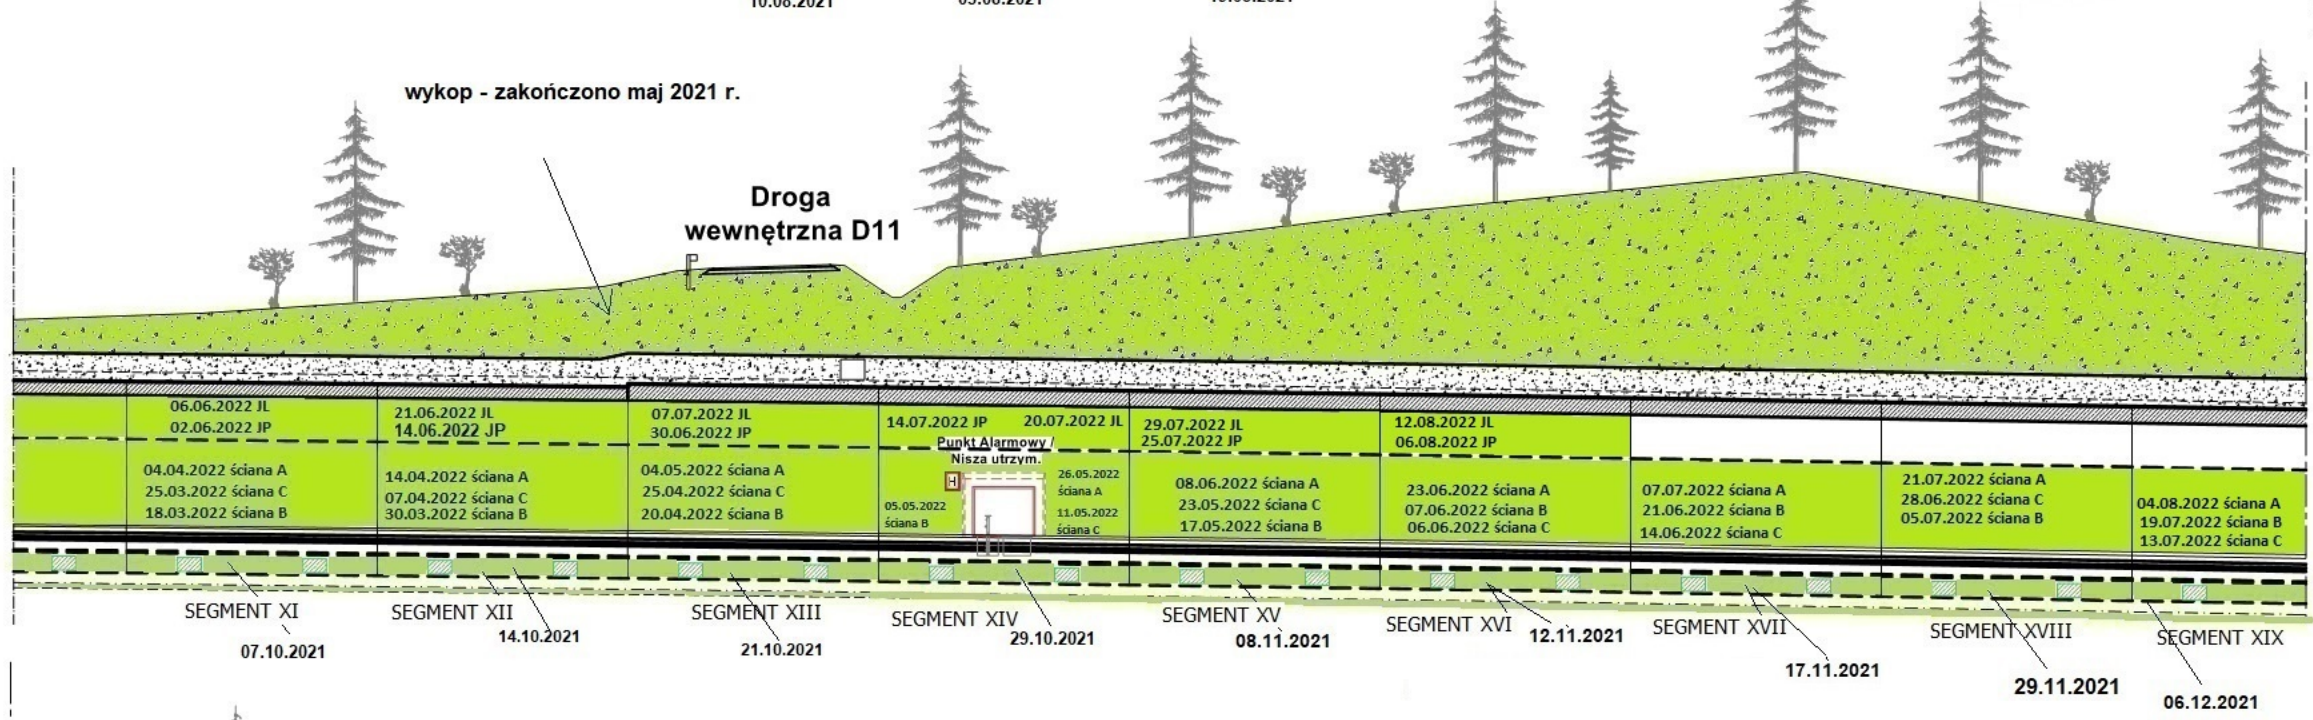 10.08.2021
wykop - zakończono maj 2021 r.
Droga
wewnętrzna D11
06.06.2022 JL
02.06.2022 JP
21.06.2022 JL
14.06.2022 JP
07.07.2022 JL
30.06.2022 JP
14.07.2022 JP
20.07.2022 JL
29.07.2022 JL
25.07.2022 JP
12.08.2022 JL
06.08.2022 JP
Punkt Alarmowy /
Nisza utrzym.
H
04.04.2022 ściana A
25.03.2022 ściana C
18.03.2022 ściana B
14.04.2022 ściana A
07.04.2022 ściana C
30.03.2022 ściana B
04.05.2022 ściana A
25.04.2022 ściana C
20.04.2022 ściana B
05.05.2022
ściana B
26.05.2022
ściana A
11.05.2022
ściana C
08.06.2022 ściana A
23.05.2022 ściana C
17.05.2022 ściana B
23.06.2022 ściana A
07.06.2022 ściana B
06.06.2022 ściana C
07.07.2022 ściana A
21.06.2022 ściana B
14.06.2022 ściana C
21.07.2022 ściana A
28.06.2022 ściana C
05.07.2022 ściana B
04.08.2022 ściana A
19.07.2022 ściana B
13.07.2022 ściana C
SEGMENT XI
07.10.2021
SEGMENT XII
14.10.2021
SEGMENT XIII
21.10.2021
SEGMENT XIV
29.10.2021
SEGMENT XV
08.11.2021
SEGMENT XVI
12.11.2021
SEGMENT XVII
17.11.2021
SEGMENT XVIII
29.11.2021
SEGMENT XIX
06.12.2021